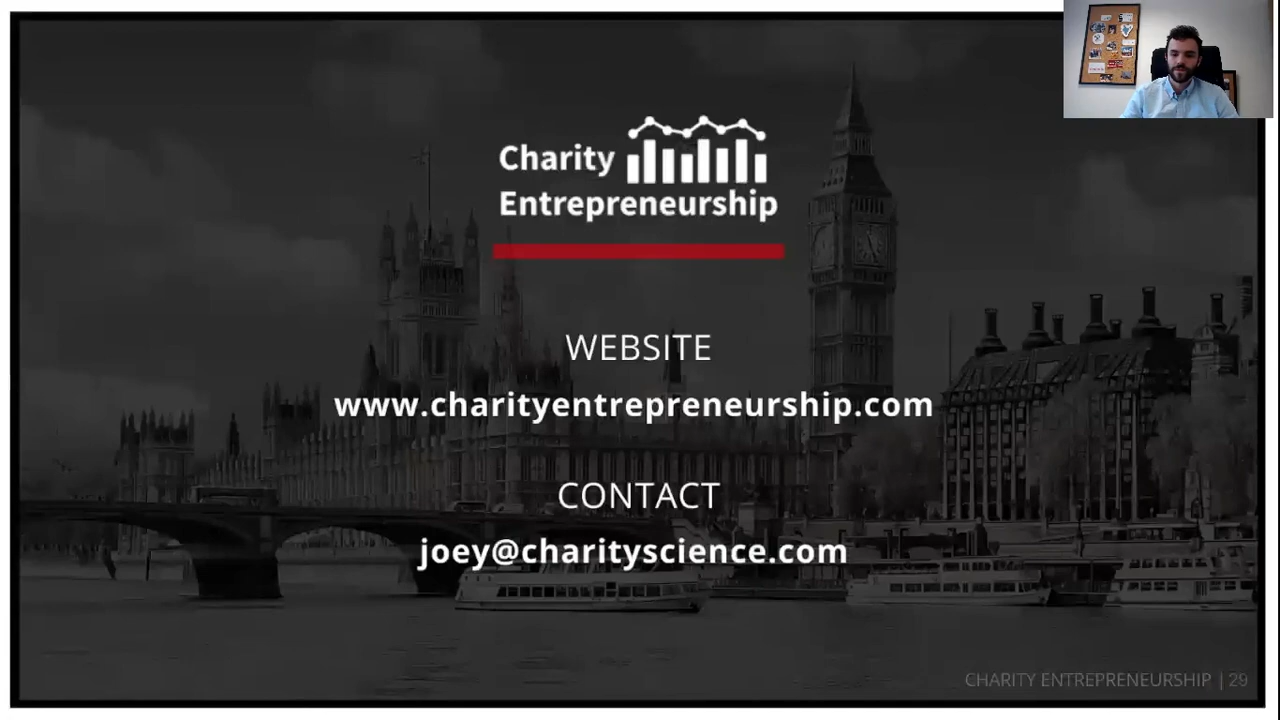 Charity
Entrepreneurship
WEBSITE
www.charityentrepreneurship.com
CONTACT
joey@charityscience.com
CHARITY ENTREPRENEURSHIP | 29